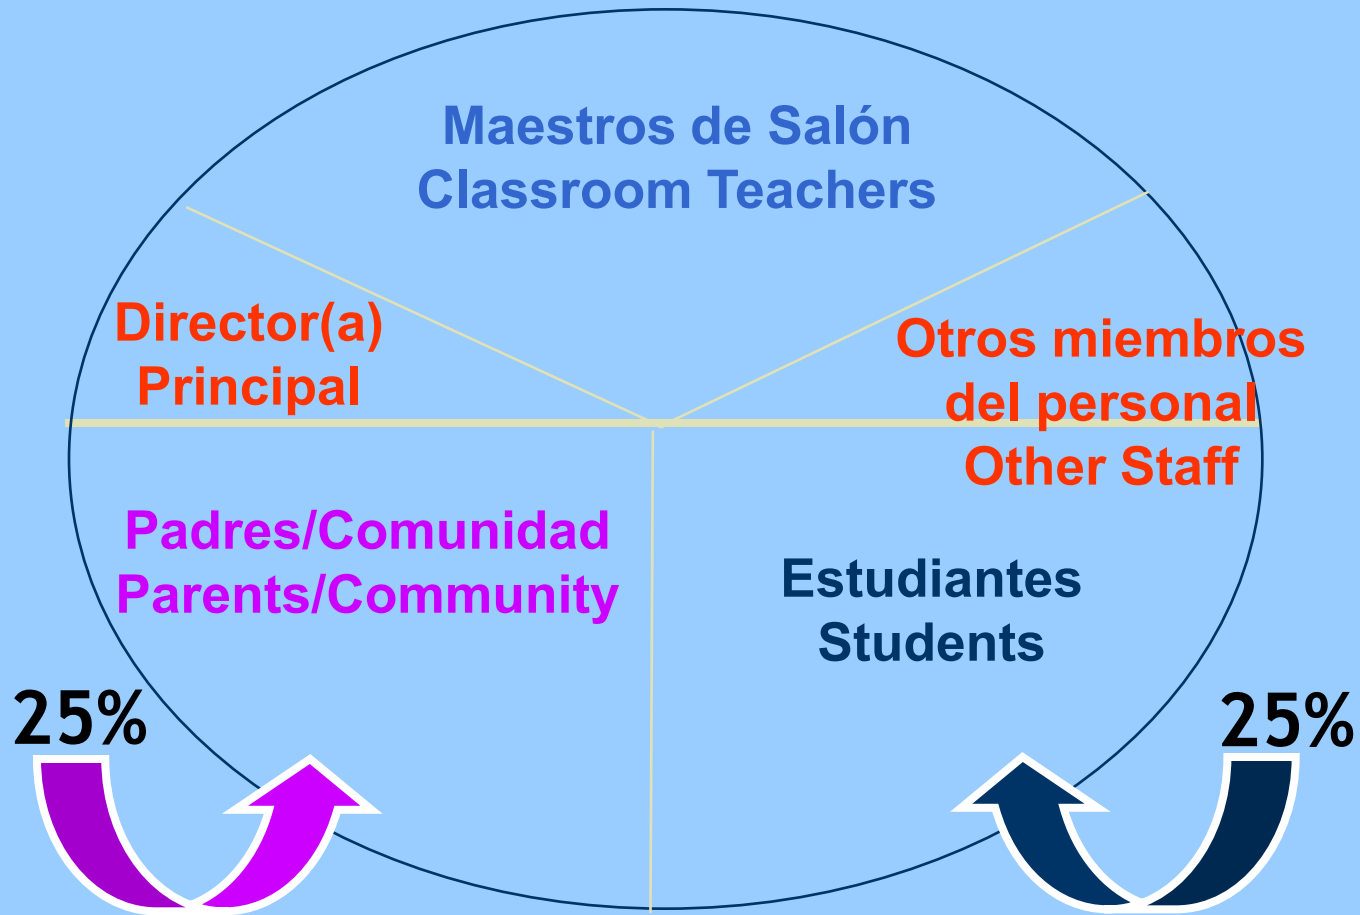 Maestros de Salón
Classroom Teachers
Director(a)
Principal
Otros miembros
del personal
Other Staff
Padres/Comunidad
Parents/Community
Estudiantes
Students
25%
25%